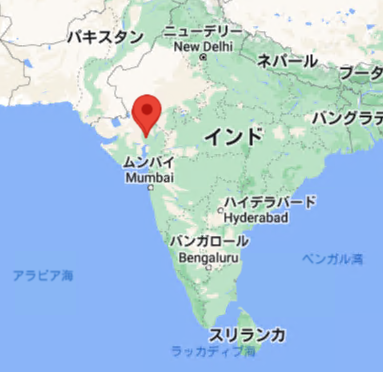 パキスタン
ニューデリー
New Delhi
ネパール
ブータ
バングラデ
インド
ムンバイ
Mumbai
ハイデラバード
Hyderabad
バンガロール
Bengaluru
ベンガル湾
アラビア海
スリランカ
ラッカディブ海